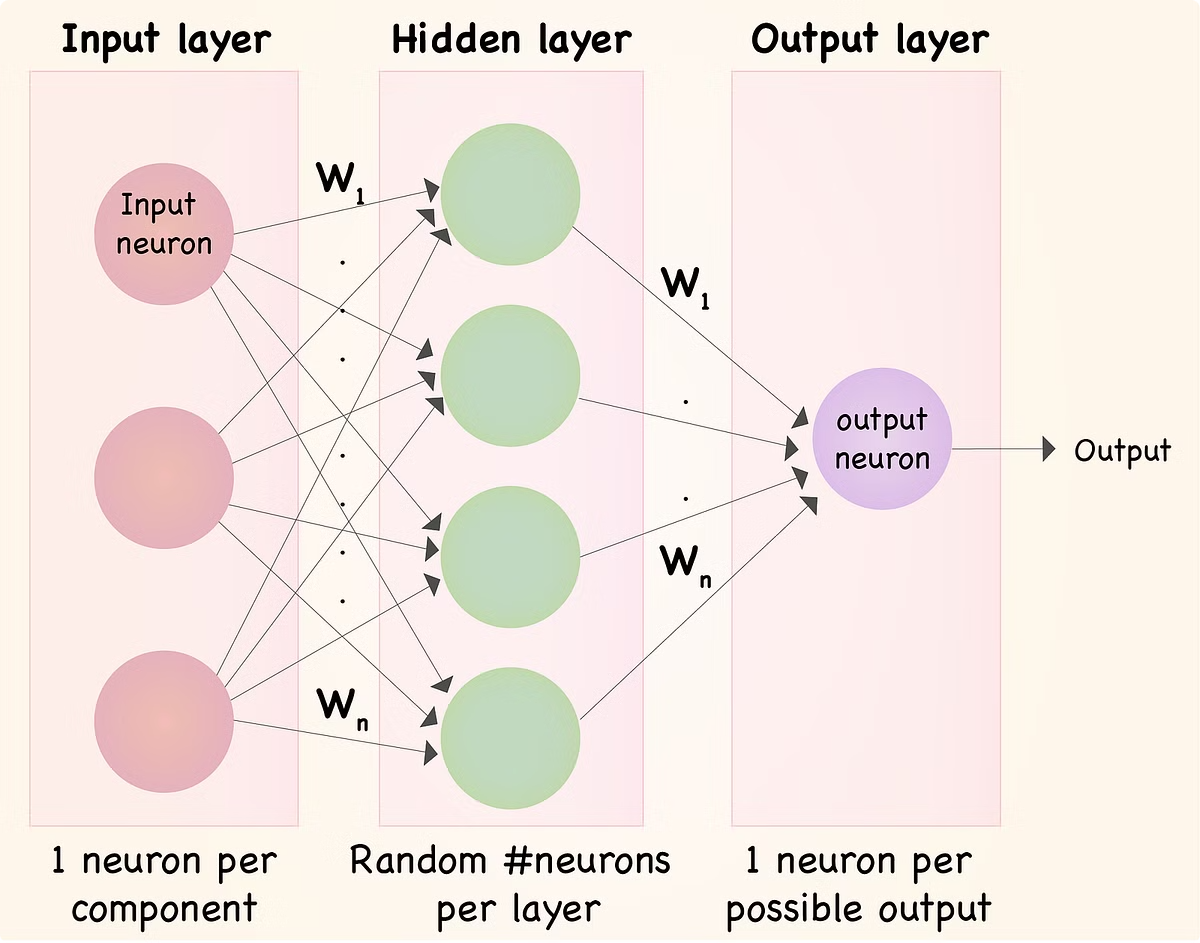 Input layer
Hidden layer
Output layer
Input
neuron
W1
.
.
.
.
.
.
.
Wn
W1
.
.
Wn
output
neuron
Output
1 neuron per
component
Random #neurons
per layer
1 neuron per
possible output